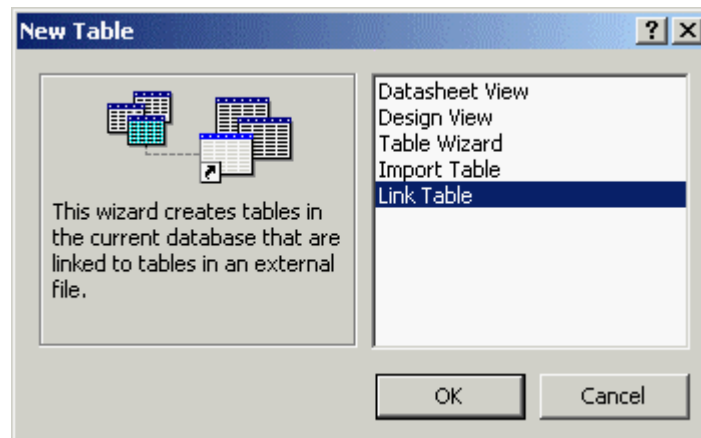 New Table
Datasheet View
Design View
Table Wizard
Import Table
Link Table
This wizard creates tables in
the current database that are
linked to tables in an external
file.
OK
Cancel